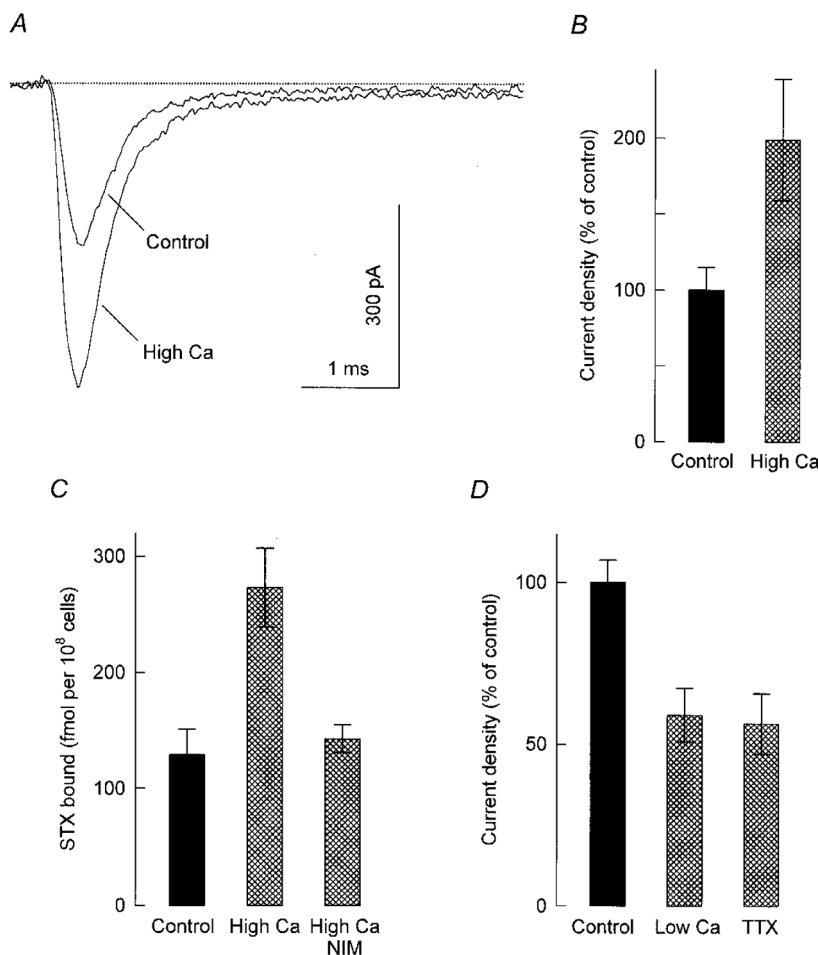 A
Control
High Ca
300 pA
1 ms
B
Current density (% of control)
200
100
0
Control
High Ca
C
STX bound (fmol per 10⁸ cells)
300
200
100
0
Control
High Ca
High Ca
NIM
D
Current density (% of control)
100
50
0
Control
Low Ca
TTX